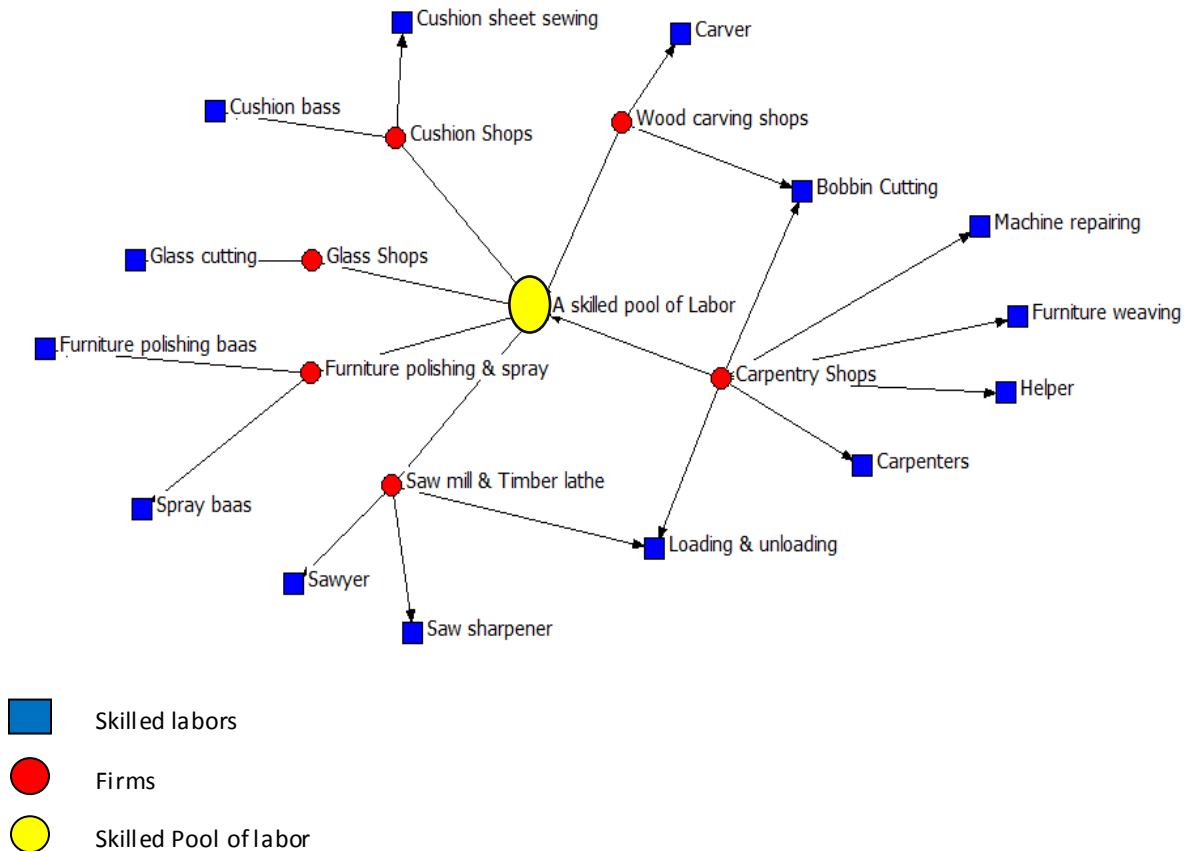 Cushion sheet sewing
Carver
Cushion bass
Wood carving shops
Cushion Shops
Bobbin Cutting
Machine repairing
Glass cutting
Glass Shops
A skilled pool of Labor
Furniture weaving
Furniture polishing baas
Furniture polishing & spray
Carpentry Shops
Helper
Carpenters
Saw mill & Timber lathe
Spray baas
Loading & unloading
Sawyer
Saw sharpener
Skilled labors
Firms
Skilled Pool of labor